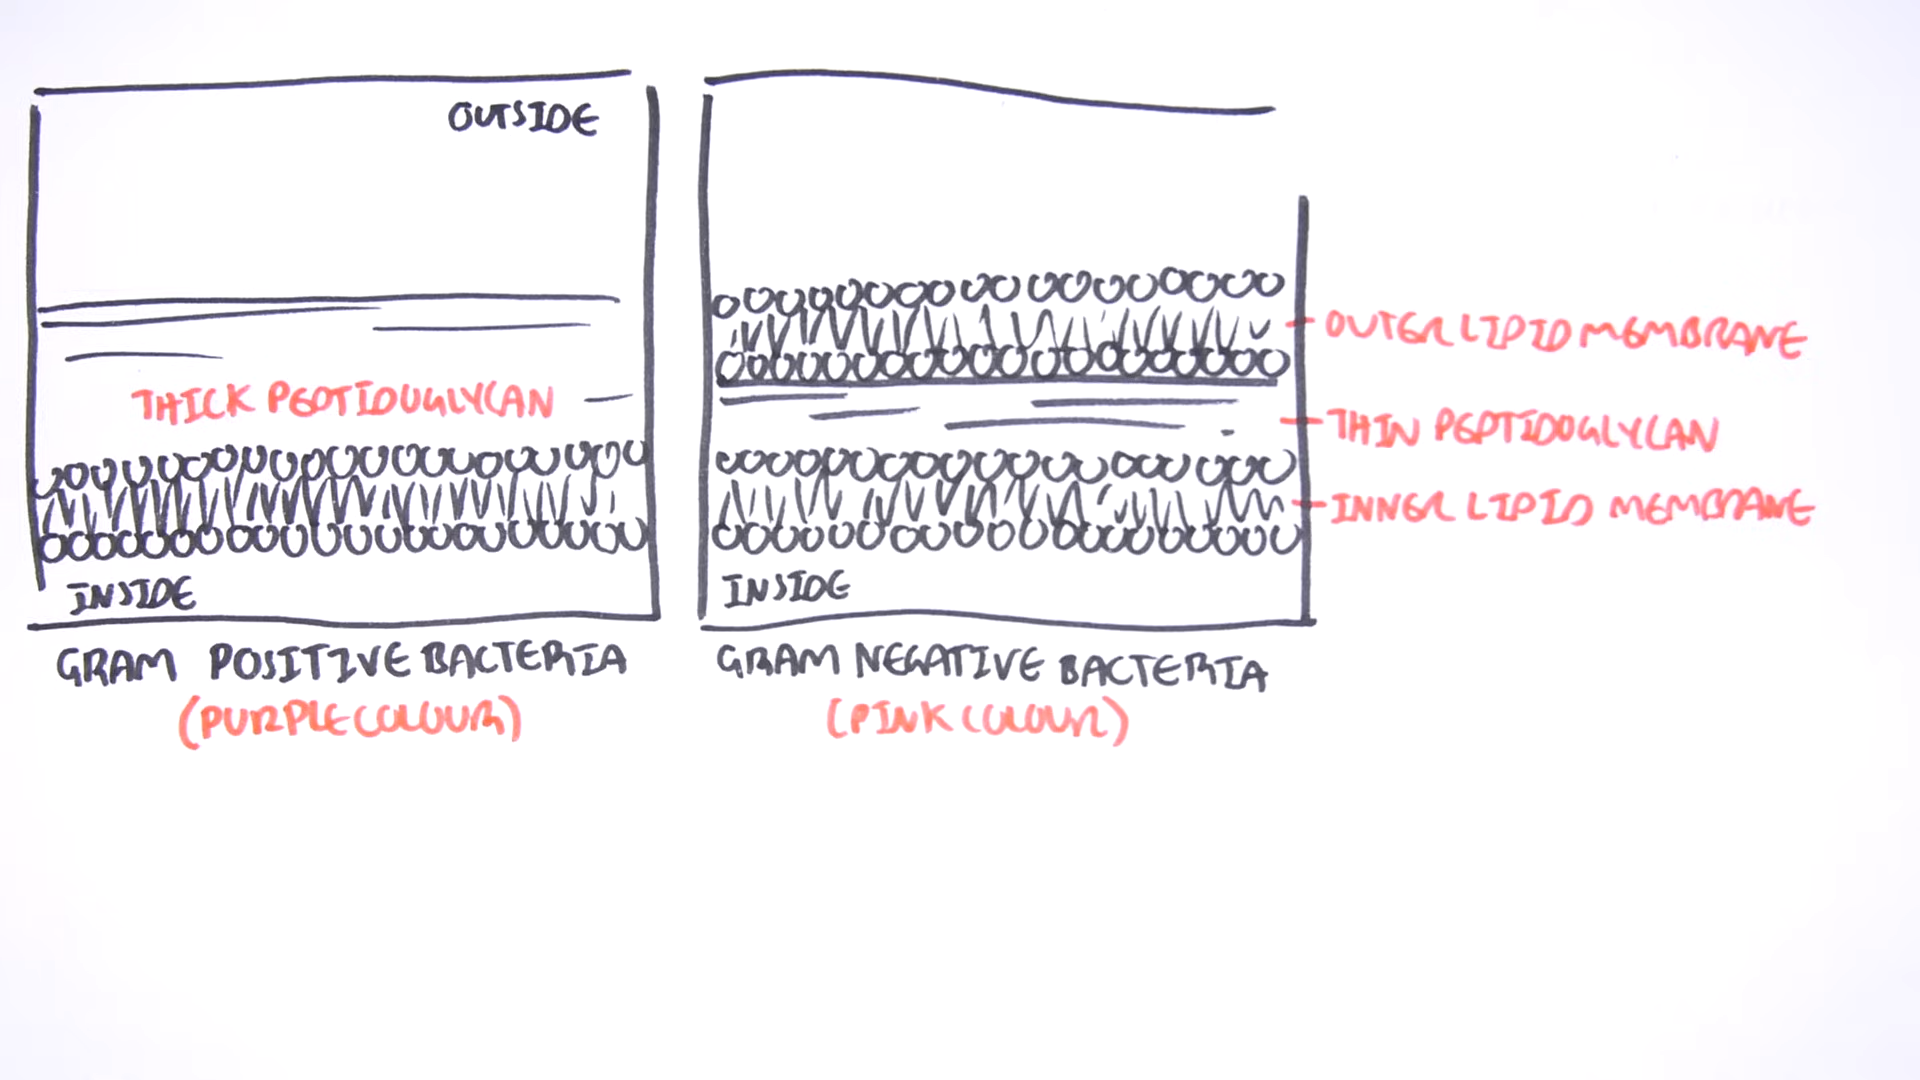 OUTSIDE
THICK PEPTIDOGLYCAN
INSIDE
GRAM POSITIVE BACTERIA
(PURPLE COLOUR)
OUTER LIPID MEMBRANE
THIN PEPTIDOGLYCAN
INNER LIPID MEMBRANE
INSIDE
GRAM NEGATIVE BACTERIA
(PINK COLOUR)